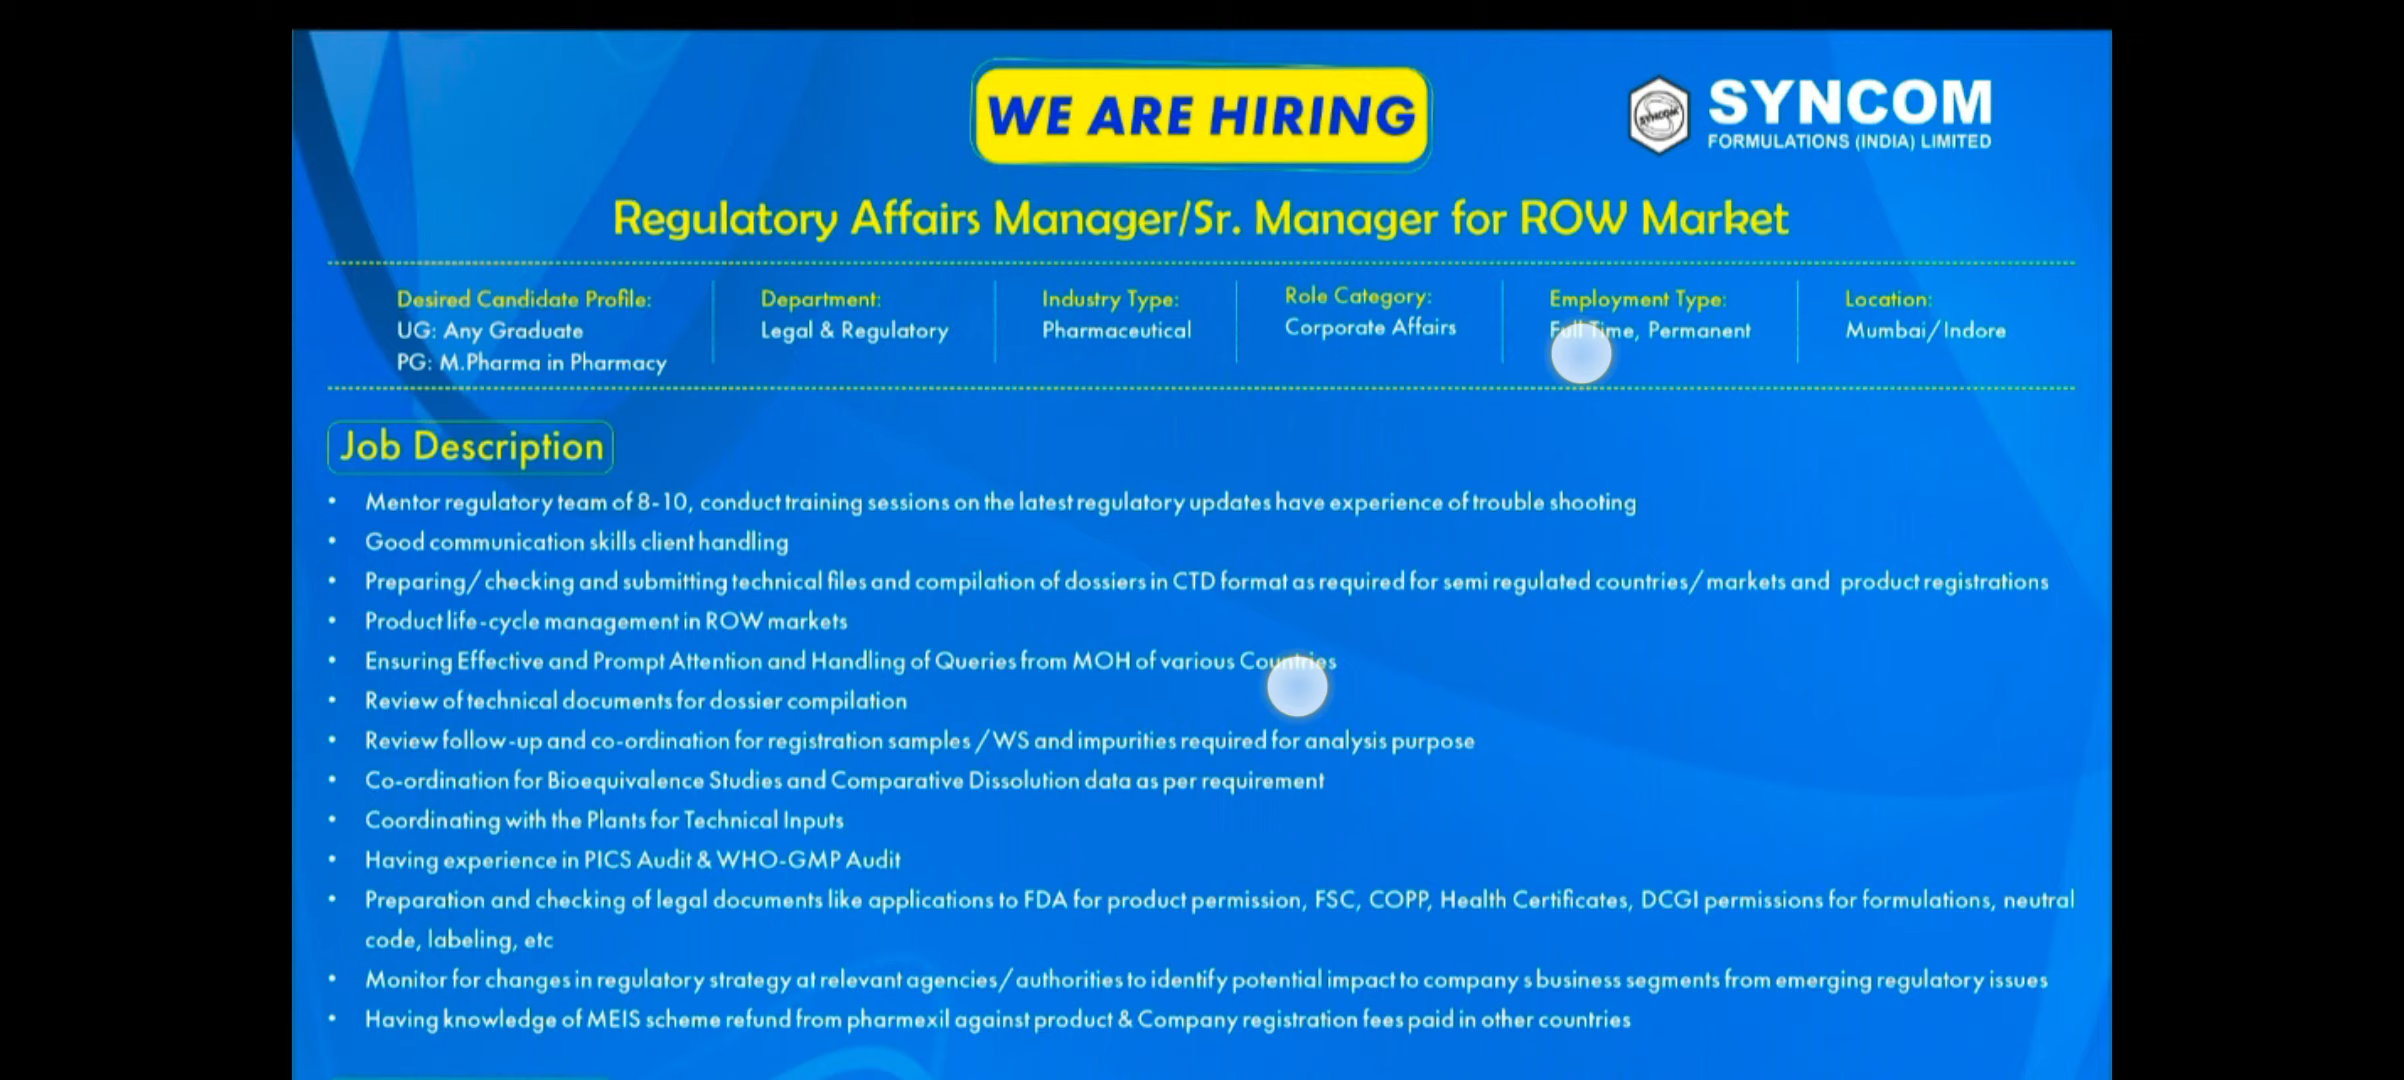 WE ARE HIRING
SYNCOM
SYNCOM
FORMULATIONS (INDIA) LIMITED
Regulatory Affairs Manager/Sr. Manager for ROW Market
Desired Candidate Profile:
UG: Any Graduate
PG: M.Pharma in Pharmacy
Department:
Legal & Regulatory
Industry Type:
Pharmaceutical
Role Category:
Corporate Affairs
Employment Type:
Full Time, Permanent
Location:
Mumbai/Indore
Job Description
• Mentor regulatory team of 8-10, conduct training sessions on the latest regulatory updates have experience of trouble shooting
• Good communication skills client handling
• Preparing/checking and submitting technical files and compilation of dossiers in CTD format as required for semi regulated countries/markets and product registrations
• Product life-cycle management in ROW markets
• Ensuring Effective and Prompt Attention and Handling of Queries from MOH of various Countries
• Review of technical documents for dossier compilation
• Review follow-up and co-ordination for registration samples /WS and impurities required for analysis purpose
• Co-ordination for Bioequivalence Studies and Comparative Dissolution data as per requirement
• Coordinating with the Plants for Technical Inputs
• Having experience in PICS Audit & WHO-GMP Audit
• Preparation and checking of legal documents like applications to FDA for product permission, FSC, COPP, Health Certificates, DCGI permissions for formulations, neutral
code, labeling, etc
• Monitor for changes in regulatory strategy at relevant agencies/authorities to identify potential impact to company s business segments from emerging regulatory issues
• Having knowledge of MEIS scheme refund from pharmexil against product & Company registration fees paid in other countries